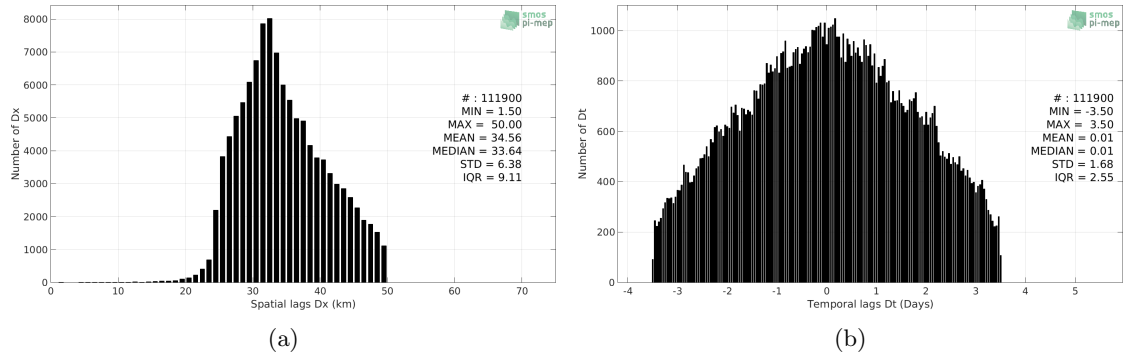 8000
7000
6000
5000
4000
3000
2000
1000
0
Number of Dx
0 10 20 30 40 50 60 70
Spatial lags Dx (km)
smos
pi-mep
# : 111900
MIN = 1.50
MAX = 50.00
MEAN = 34.56
MEDIAN = 33.64
STD = 6.38
IQR = 9.11
(a)
1000
800
600
400
200
0
Number of Dt
-4 -3 -2 -1 0 1 2 3 4 5
Temporal lags Dt (Days)
smos
pi-mep
# : 111900
MIN = -3.50
MAX = 3.50
MEAN = 0.01
MEDIAN = 0.01
STD = 1.68
IQR = 2.55
(b)